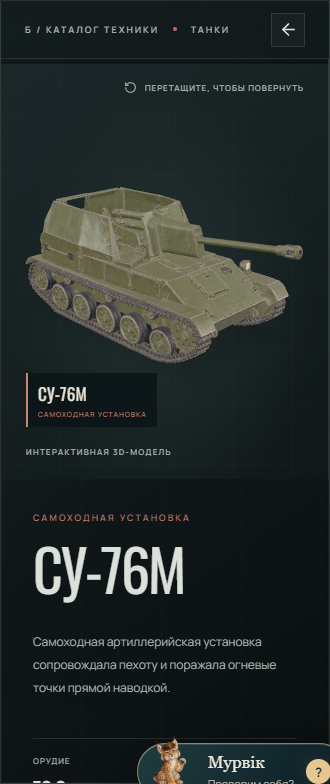 Б / КАТАЛОГ ТЕХНИКИ • ТАНКИ
ПЕРЕТАЩИТЕ, ЧТОБЫ ПОВЕРНУТЬ
СУ-76М
САМОХОДНАЯ УСТАНОВКА
ИНТЕРАКТИВНАЯ 3D-МОДЕЛЬ
САМОХОДНАЯ УСТАНОВКА
СУ-76М
Самоходная артиллерийская установка
сопровождала пехоту и поражала огневые
точки прямой наводкой.
ОРУДИЕ
Мурвік
?